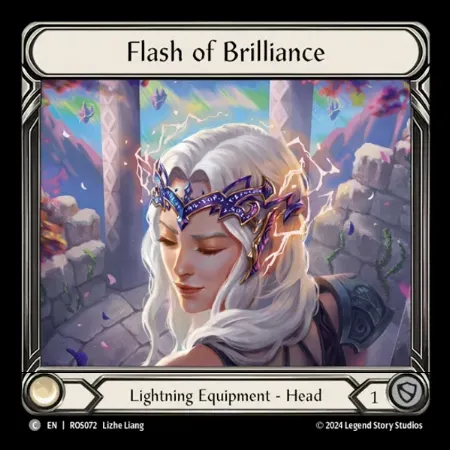 Flash of Brilliance
Lightning Equipment - Head
1
C EN | ROS072 Lizhe Liang
© 2024 Legend Story Studios